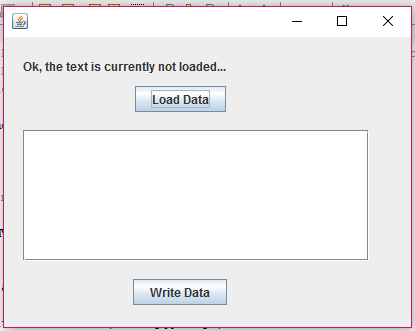 Ok, the text is currently not loaded...
Load Data
Write Data